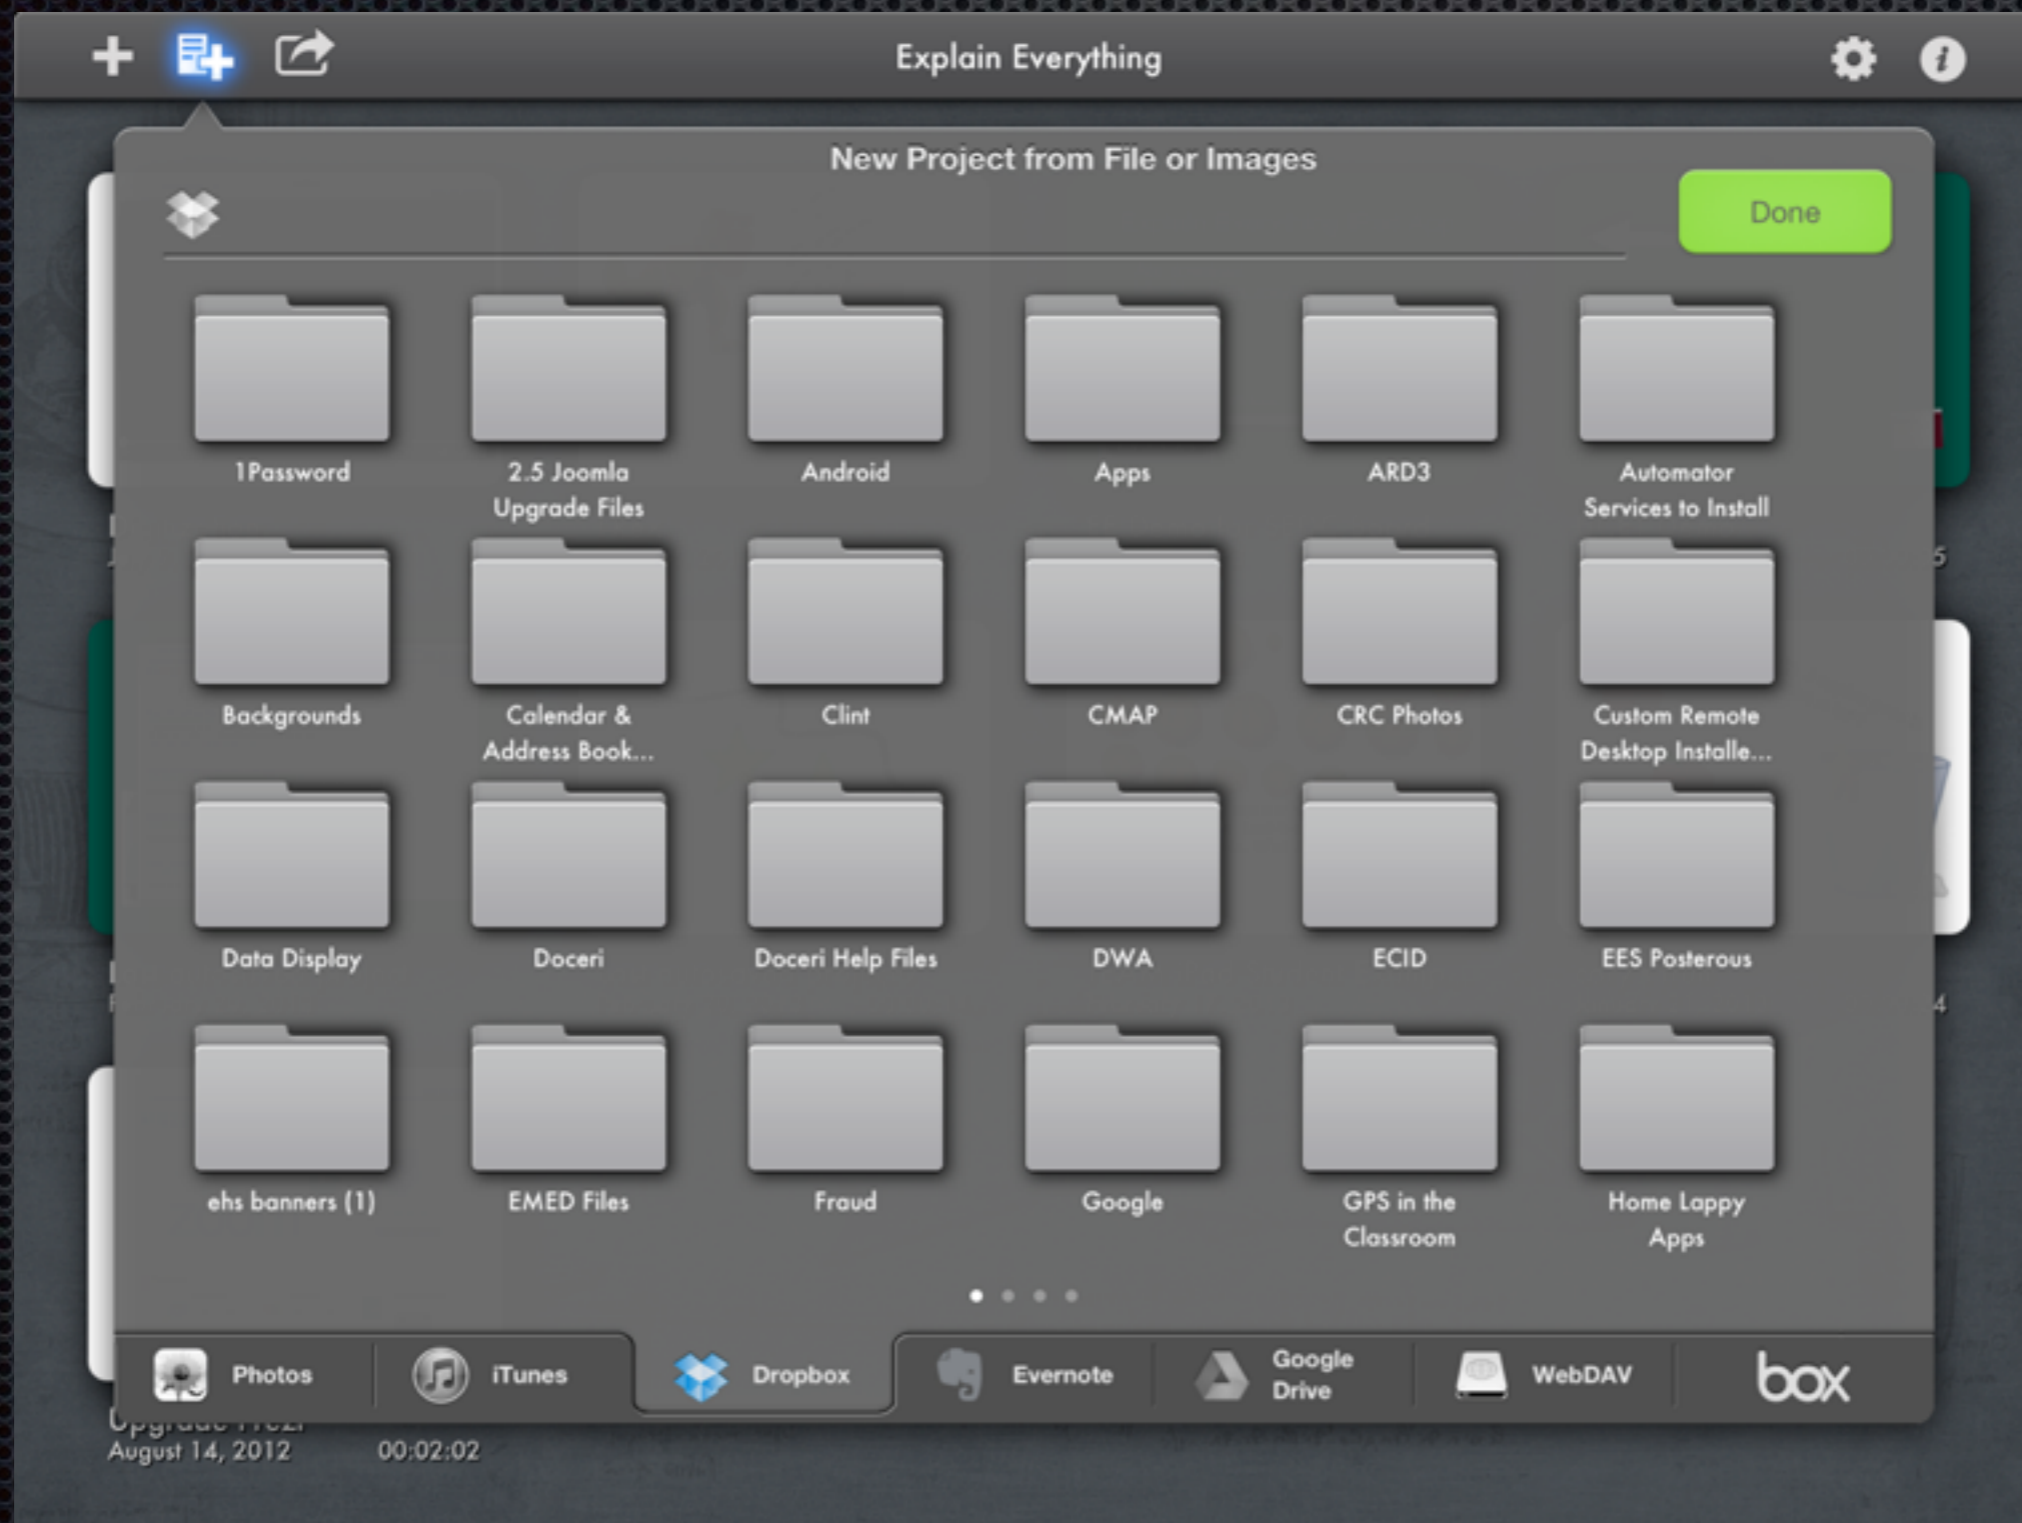 Explain Everything
New Project from File or Images
Done
1Password
2.5 Joomla
Upgrade Files
Android
Apps
ARD3
Automator
Services to Install
Backgrounds
Calendar &
Address Book...
Clint
CMAP
CRC Photos
Custom Remote
Desktop Installe...
5
Data Display
Doceri
Doceri Help Files
DWA
ECID
EES Posterous
4
ehs banners (1)
EMED Files
Fraud
Google
GPS in the
Classroom
Home Lappy
Apps
Photos
iTunes
Dropbox
Evernote
Google
Drive
WebDAV
box
Upgrade
August 14, 2012 00:02:02